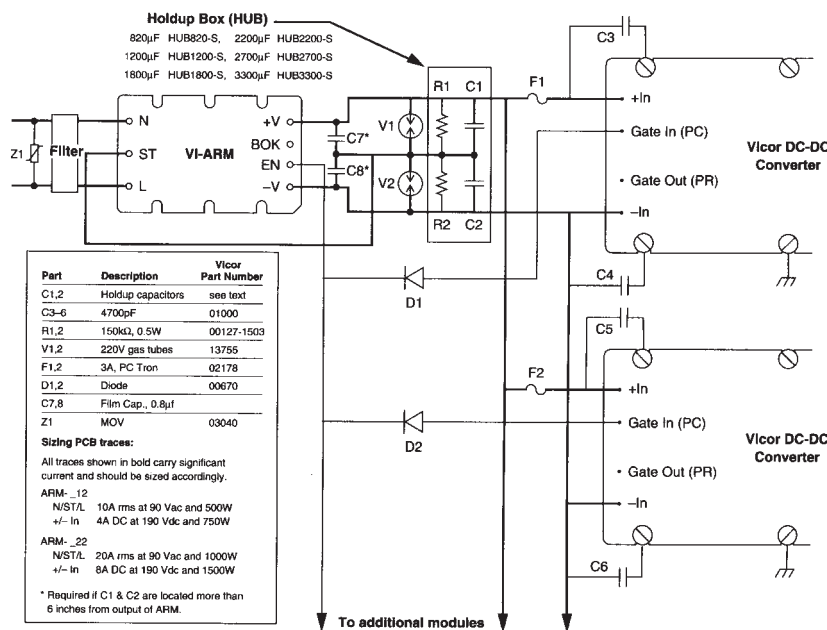 Holdup Box (HUB)
820µF HUB820-S, 2200µF HUB2200-S
1200µF HUB1200-S, 2700µF HUB2700-S
1800µF HUB1800-S, 3300µF HUB3300-S
C3
R1 C1
F1
N
+V
+In
Z1
Filter
ST
VI-ARM
BOK
C7*
V1
Gate In (PC)
Vicor DC-DC
Converter
EN
C8*
V2
Gate Out (PR)
L
–V
–In
R2 C2
C4
D1
C5
F2
+In
Gate In (PC)
D2
Vicor DC-DC
Converter
Gate Out (PR)
–In
C6
Part Description Vicor Part Number
C1,2 Holdup capacitors see text
C3–6 4700pF 01000
R1,2 150kΩ, 0.5W 00127-1503
V1,2 220V gas tubes 13755
F1,2 3A, PC Tron 02178
D1,2 Diode 00670
C7,8 Film Cap., 0.8µf
Z1 MOV 03040
Sizing PCB traces:
All traces shown in bold carry significant
current and should be sized accordingly.
ARM-_12
N/ST/L 10A rms at 90 Vac and 500W
+/– In 4A DC at 190 Vdc and 750W
ARM-_22
N/ST/L 20A rms at 90 Vac and 1000W
+/– In 8A DC at 190 Vdc and 1500W
* Required if C1 & C2 are located more than
6 inches from output of ARM.
To additional modules